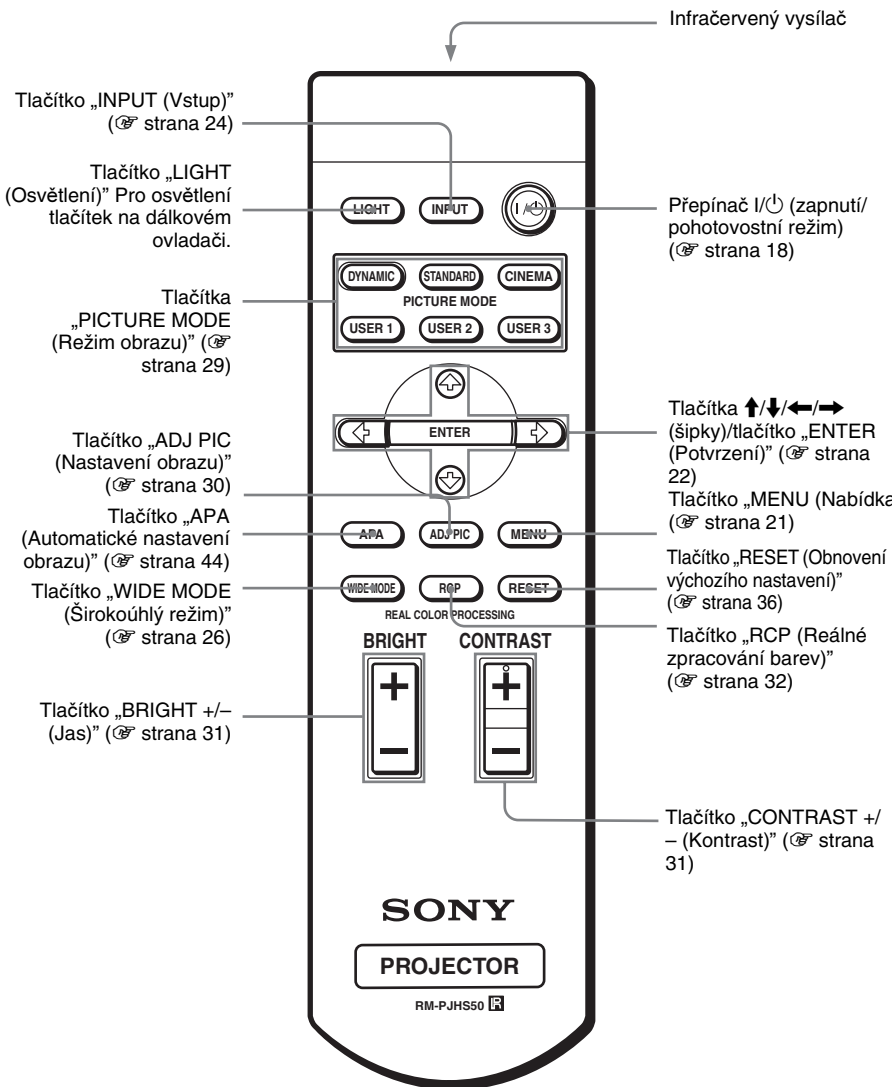 Infračervený vysílač
Tlačítko „INPUT (Vstup)”
(☞ strana 24)
Tlačítko „LIGHT
(Osvětlení)” Pro osvětlení
tlačítek na dálkovém
ovladači.
Tlačítka
„PICTURE MODE
(Režim obrazu)” (☞
strana 29)
Tlačítko „ADJ PIC
(Nastavení obrazu)”
(☞ strana 30)
Tlačítko „APA
(Automatické nastavení
obrazu)” (☞ strana 44)
Tlačítko „WIDE MODE
(Širokoúhlý režim)”
(☞ strana 26)
Tlačítko „BRIGHT +/–
(Jas)” (☞ strana 31)
LIGHT INPUT I/⏻
DYNAMIC STANDARD CINEMA
PICTURE MODE
USER 1 USER 2 USER 3
ENTER
APA ADJ PIC MENU
WIDE MODE RCP RESET
REAL COLOR PROCESSING
BRIGHT CONTRAST
+ +
– –
SONY
PROJECTOR
RM-PJHS50 IR
Přepínač I/⏻ (zapnutí/
pohotovostní režim)
(☞ strana 18)
Tlačítka ↑/↓/←/→
(šipky)/tlačítko „ENTER
(Potvrzení)” (☞ strana
22)
Tlačítko „MENU (Nabídka
(☞ strana 21)
Tlačítko „RESET (Obnovení
výchozího nastavení)”
(☞ strana 36)
Tlačítko „RCP (Reálné
zpracování barev)”
(☞ strana 32)
Tlačítko „CONTRAST +/
– (Kontrast)” (☞ strana
31)